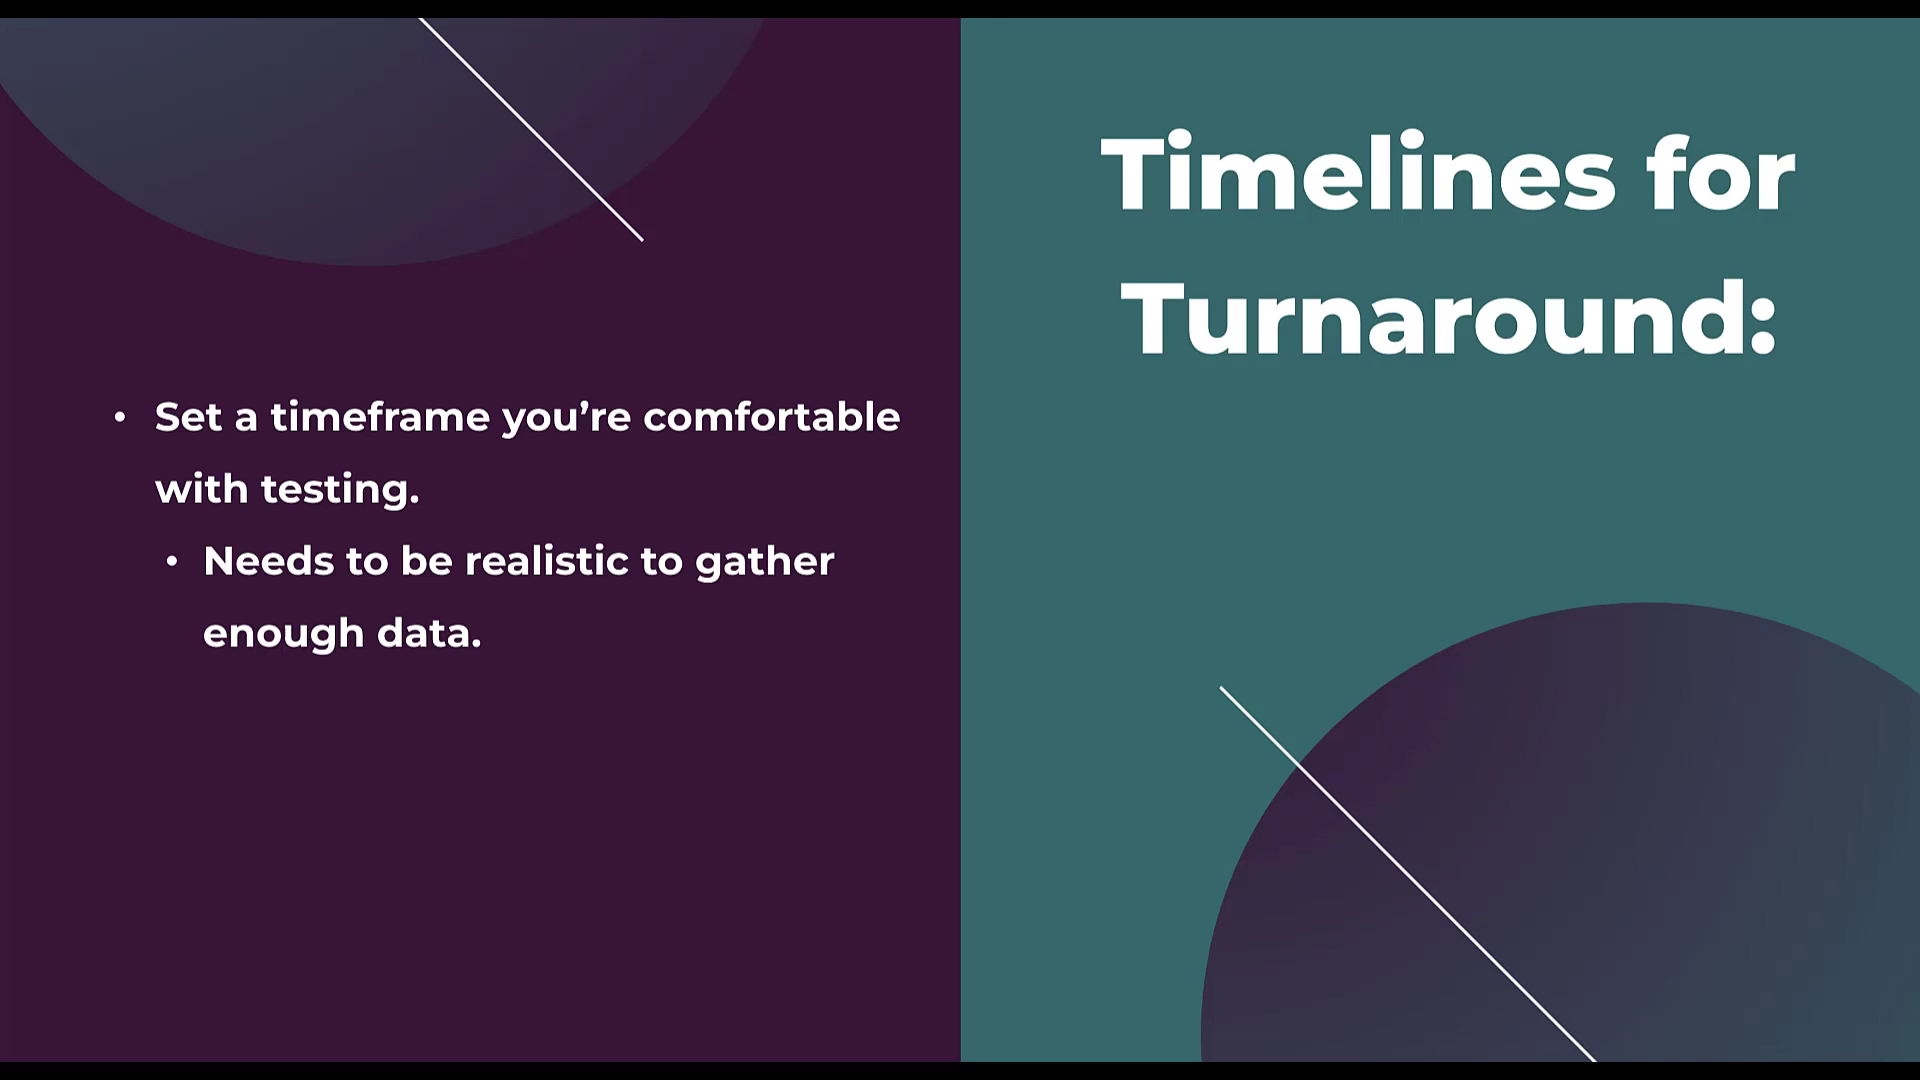 Timelines for
Turnaround:
• Set a timeframe you’re comfortable
with testing.
• Needs to be realistic to gather
enough data.